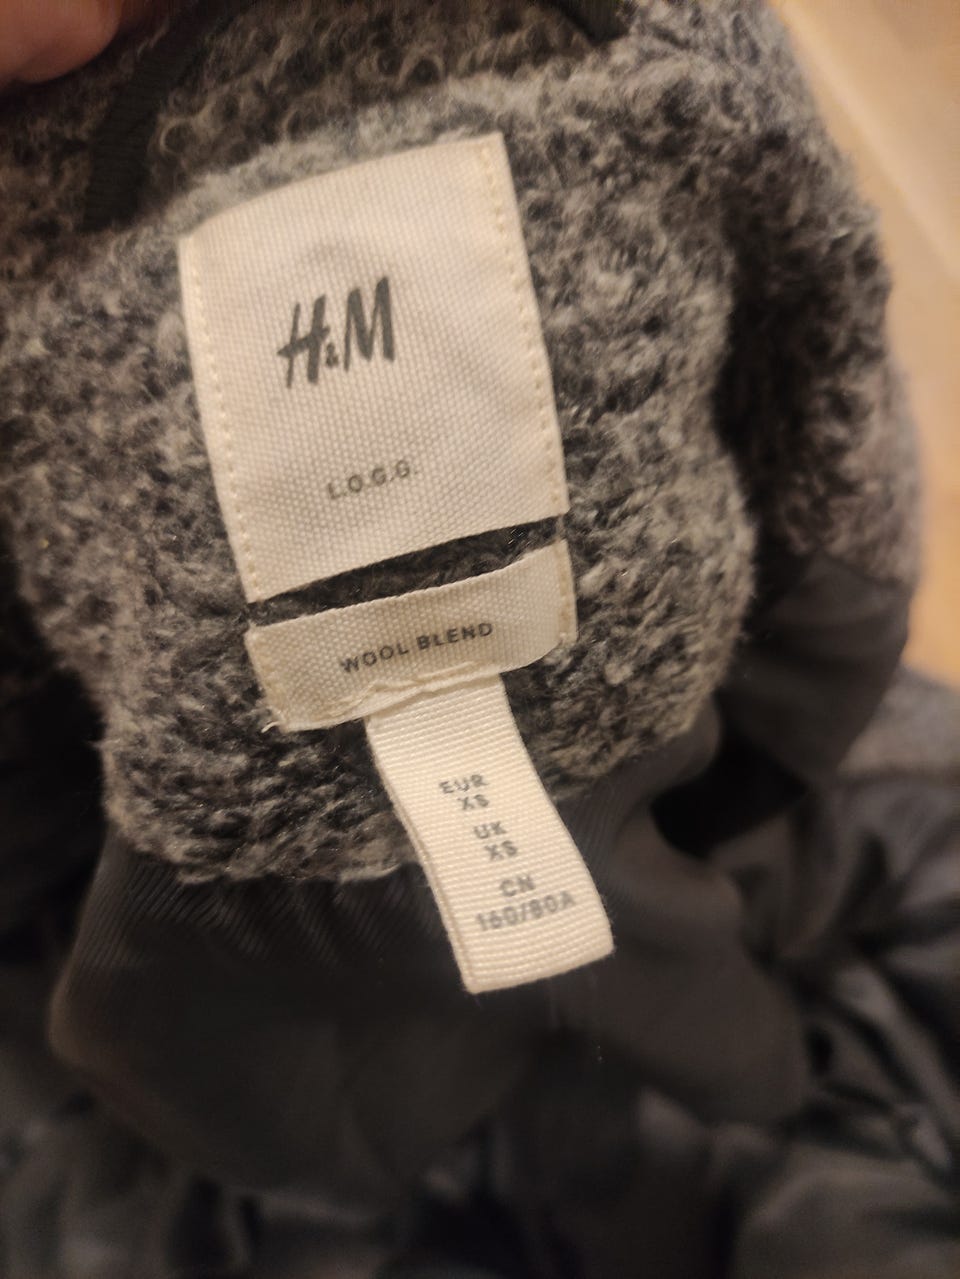 H&M
L.O.G.G.
WOOL BLEND
EUR
XS
UK
XS
CN
160/80A